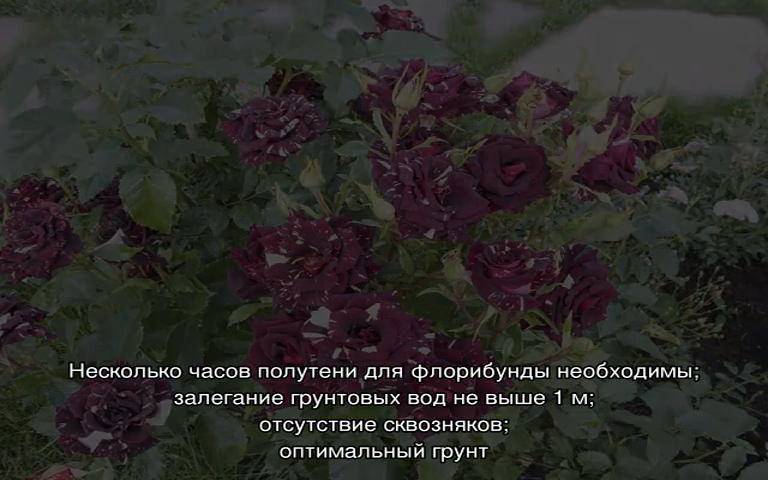 Несколько часов полутени для флорибунды необходимы;
залегание грунтовых вод не выше 1 м;
отсутствие сквозняков;
оптимальный грунт